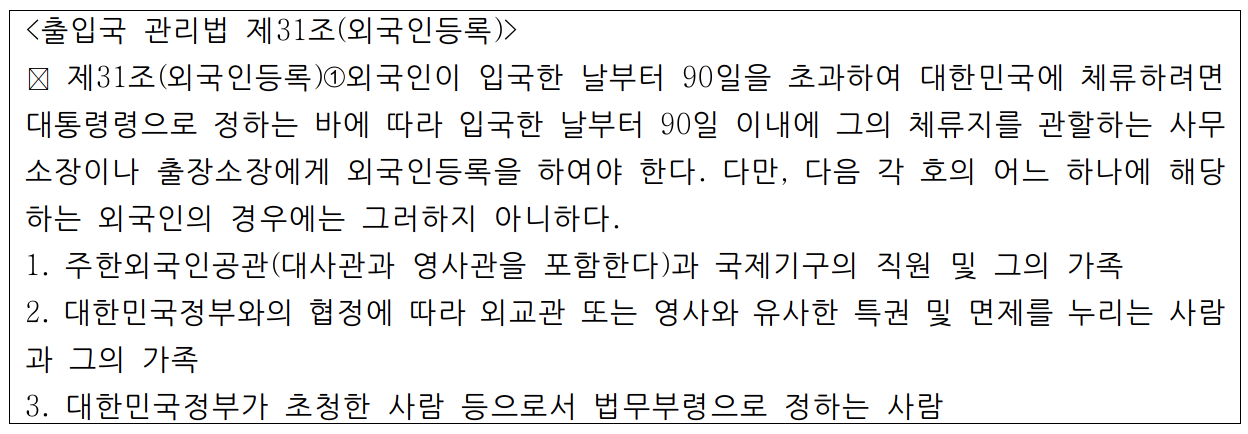 <출입국 관리법 제31조(외국인등록)>
제31조(외국인등록)①외국인이 입국한 날부터 90일을 초과하여 대한민국에 체류하려면
대통령령으로 정하는 바에 따라 입국한 날부터 90일 이내에 그의 체류지를 관할하는 사무
소장이나 출장소장에게 외국인등록을 하여야 한다. 다만, 다음 각 호의 어느 하나에 해당
하는 외국인의 경우에는 그러하지 아니하다.
1. 주한외국인공관(대사관과 영사관을 포함한다)과 국제기구의 직원 및 그의 가족
2. 대한민국정부와의 협정에 따라 외교관 또는 영사와 유사한 특권 및 면제를 누리는 사람
과 그의 가족
3. 대한민국정부가 초청한 사람 등으로서 법무부령으로 정하는 사람